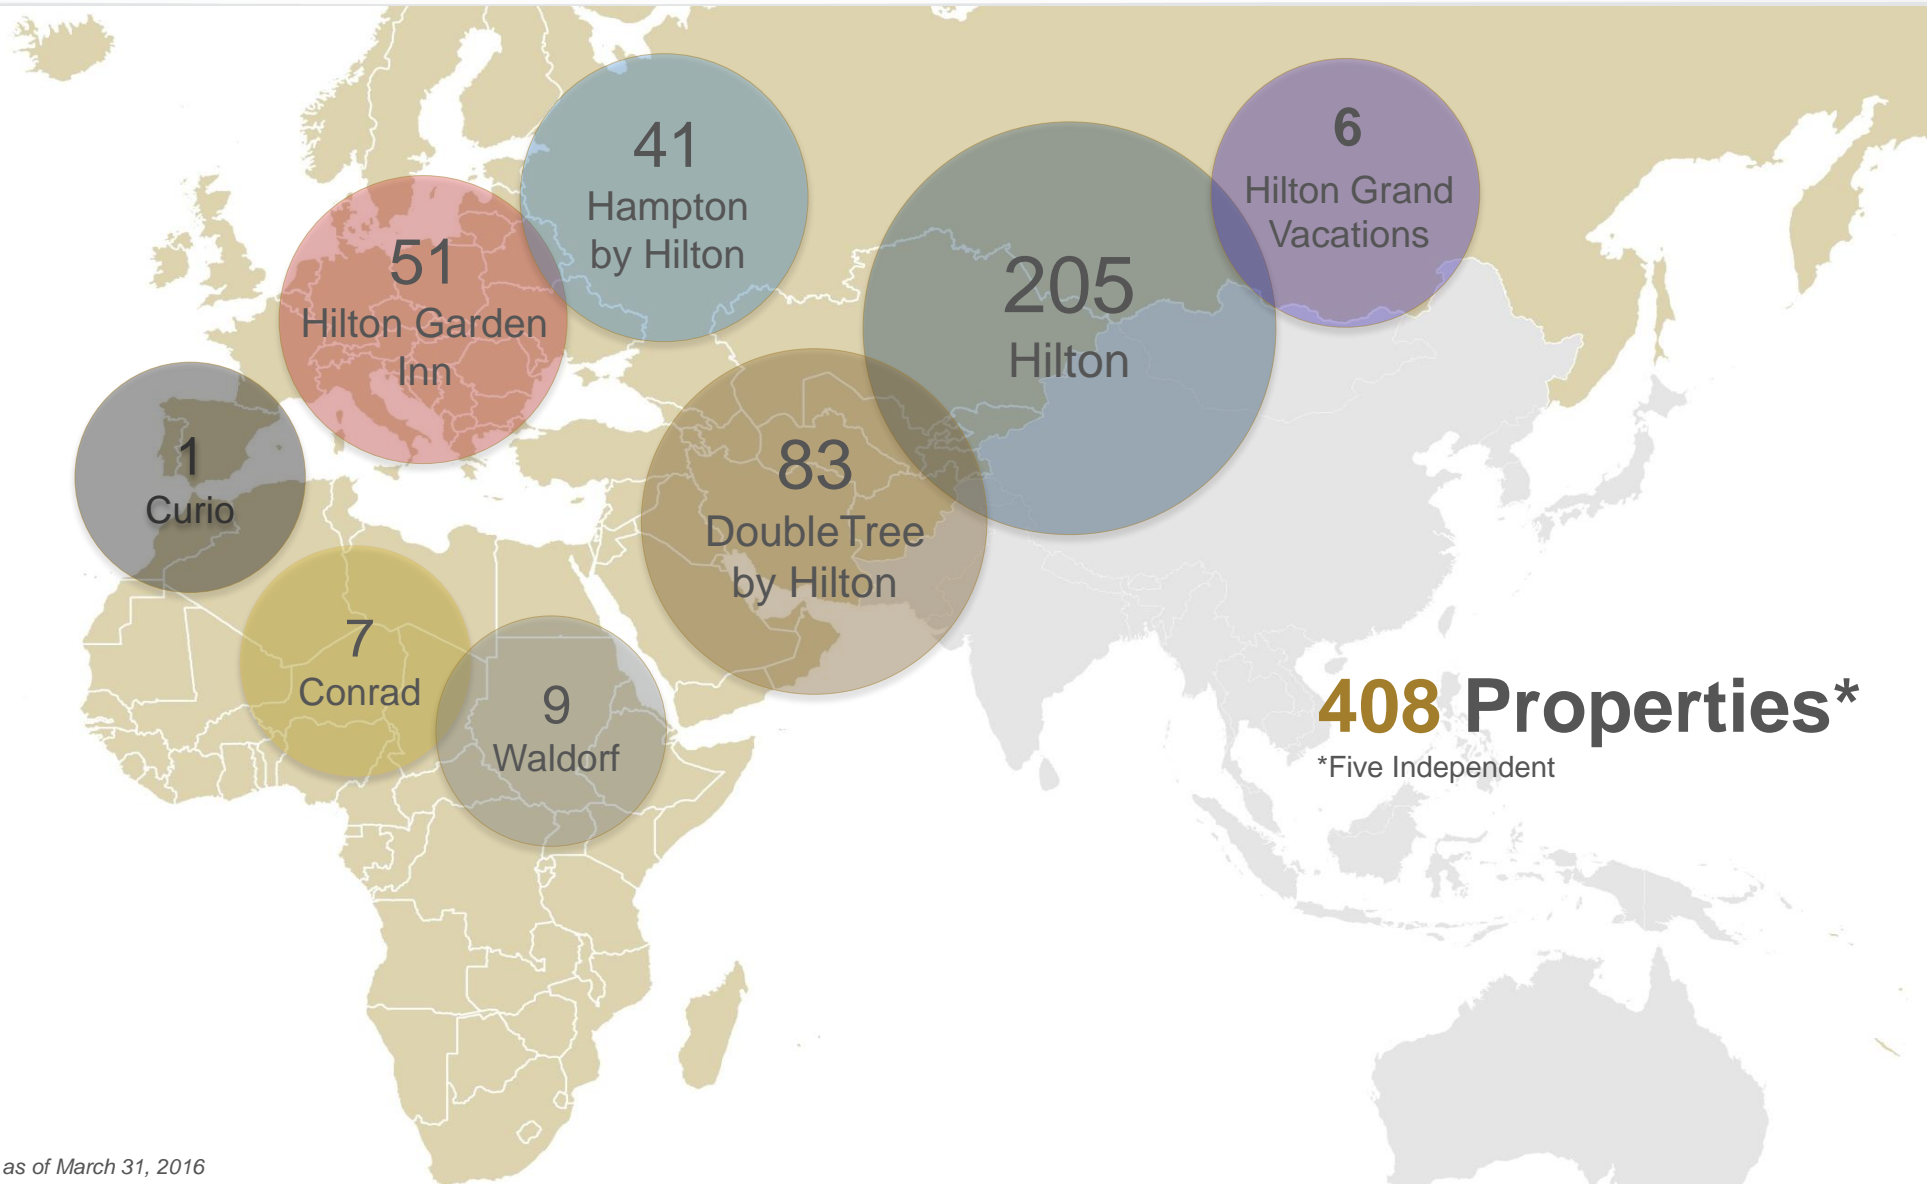 41
Hampton
by Hilton
6
Hilton Grand
Vacations
51
Hilton Garden
Inn
205
Hilton
1
Curio
83
DoubleTree
by Hilton
7
Conrad
9
Waldorf
408 Properties*
*Five Independent
as of March 31, 2016